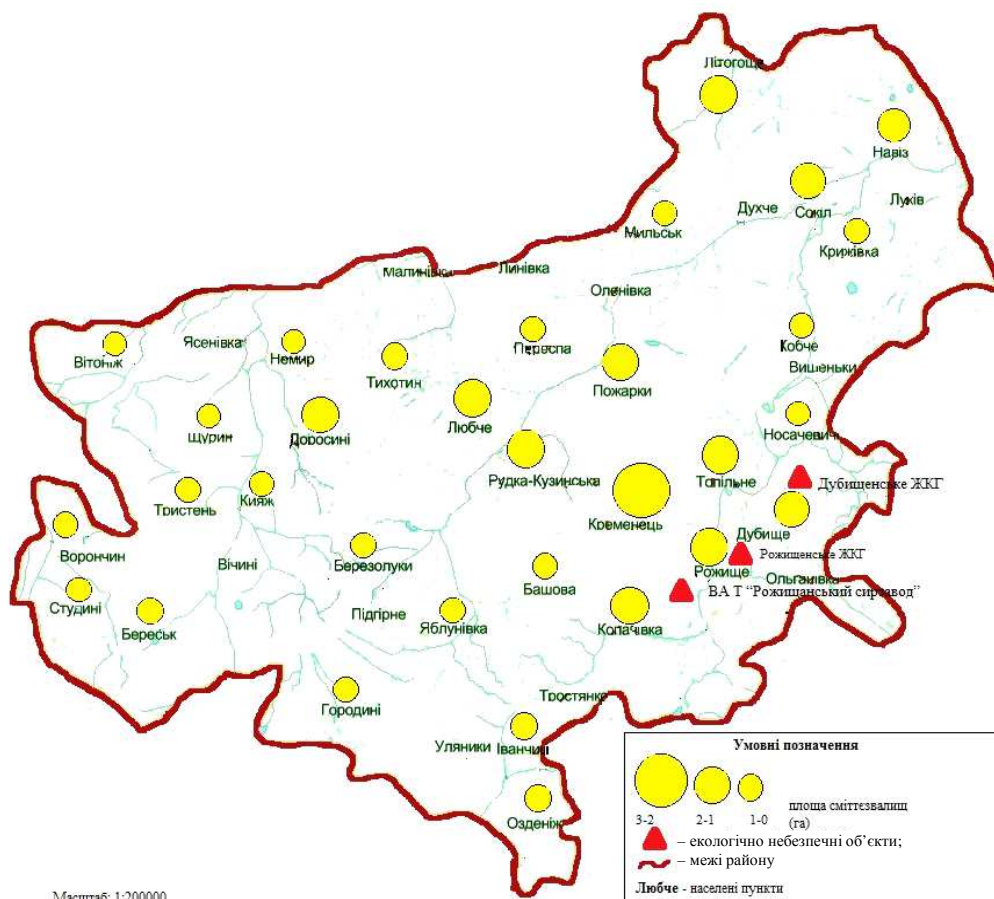 Літогоще
Навіз
Духче
Сокіл
Луків
Мильськ
Крижівка
Малинівка
Линівка
Оленівка
Вітоніж
Ясенівка
Немир
Тихотин
Переспа
Пожарки
Кобче
Вишеньки
Щурин
Доросині
Любче
Носачевичі
Рудка-Кузинська
Топільне
Дубищенське ЖКГ
Тристень
Кияж
Кременець
Дубище
Ворончин
Вічині
Березолуки
Башова
Рожище
Рожищенське ЖКГ
Ольганівка
ВАТ “Рожищанський сирзавод”
Студині
Береськ
Підгірне
Яблунівка
Копачівка
Городині
Тростянка
Уляники
Іванчиці
Озденіж
Умовні позначення
3-2 2-1 1-0
площа сміттєзвалищ
(га)
– екологічно небезпечні об’єкти;
– межі району
Любче - населені пункти
Масштаб: 1:200000